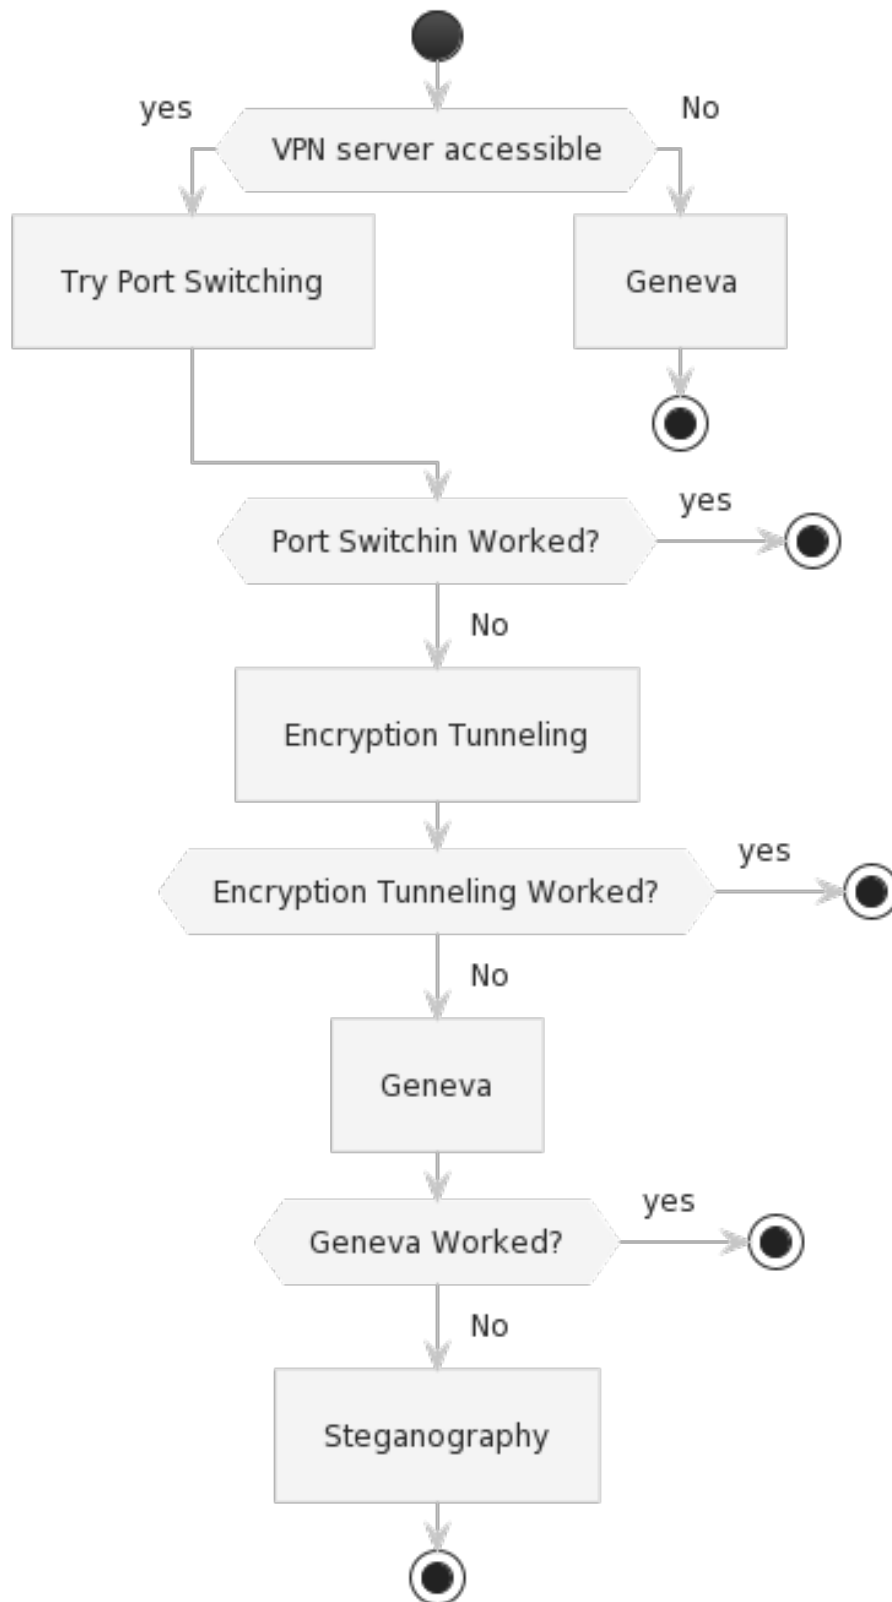 yes
No
VPN server accessible
Try Port Switching
Geneva
yes
Port Switchin Worked?
No
Encryption Tunneling
yes
Encryption Tunneling Worked?
No
Geneva
yes
Geneva Worked?
No
Steganography